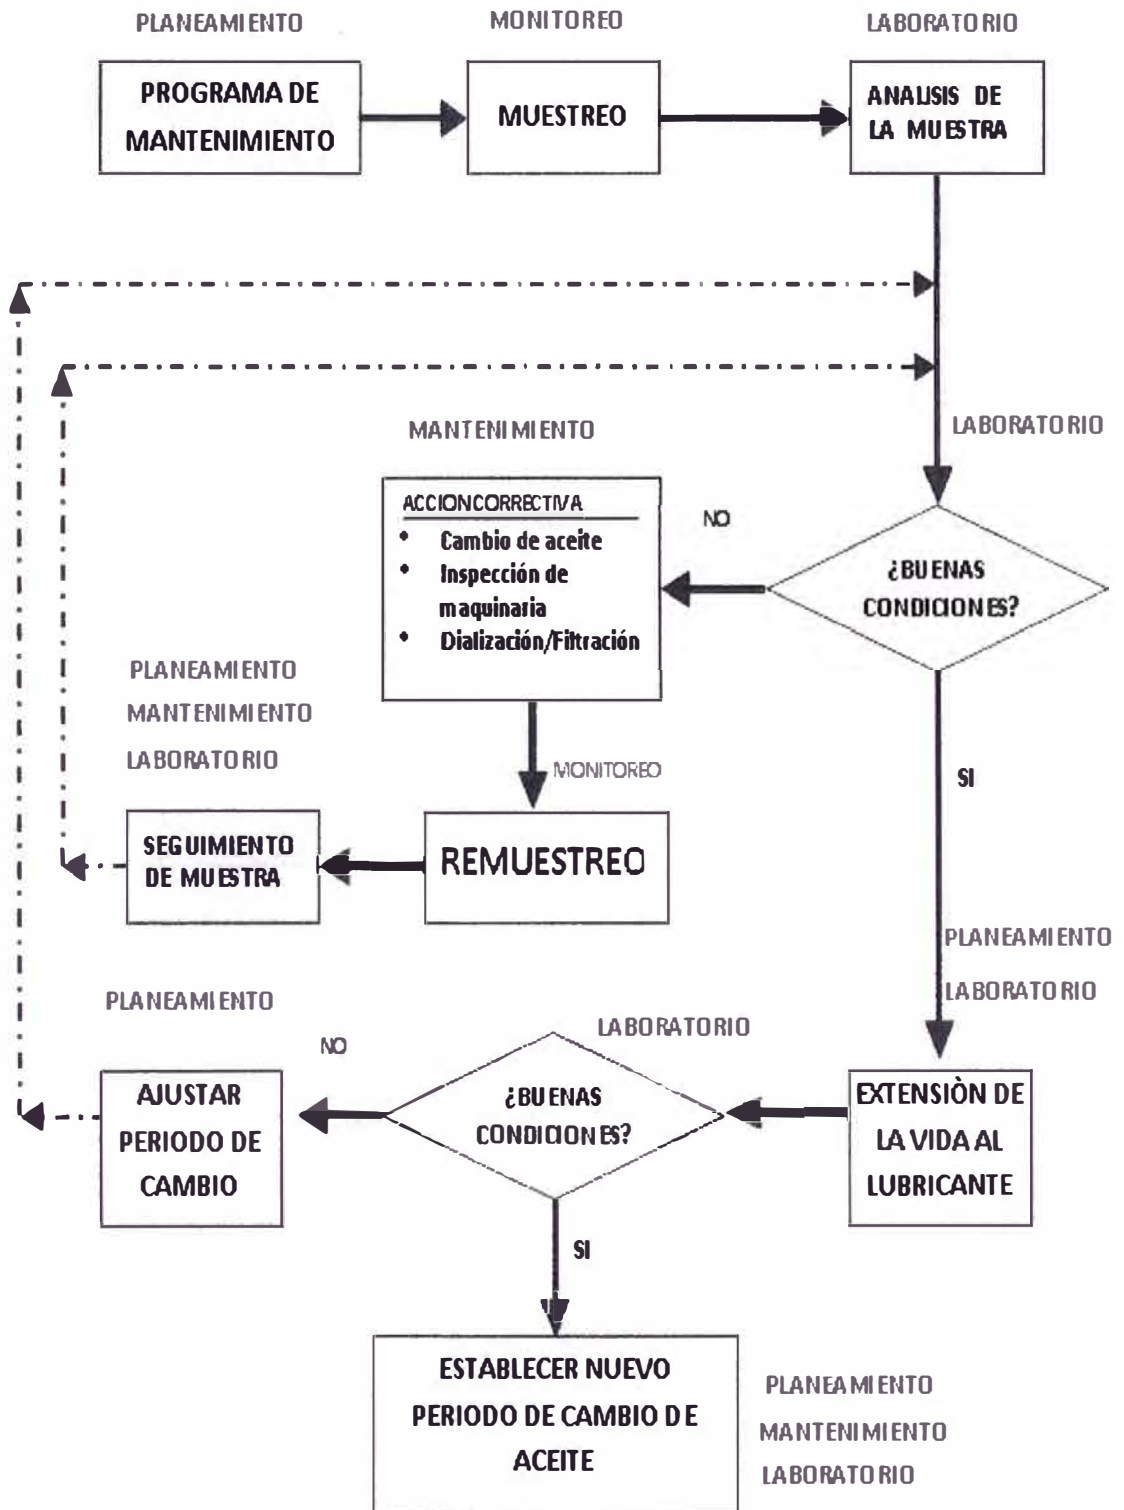 PLANEAMIENTO
MONITOREO
LABORATORIO
PROGRAMA DE
MANTENIMIENTO
MUESTREO
ANALISIS DE
LA MUESTRA
LABORATORIO
MANTENIMIENTO
ACCION CORRECTIVA
• Cambio de aceite
• Inspección de
maquinaria
• Dialización/Filtración
NO
¿BUENAS
CONDICIONES?
PLANEAMIENTO
MANTENIMIENTO
LABORATORIO
MONITOREO
SI
SEGUIMIENTO
DE MUESTRA
REMUESTREO
PLANEAMIENTO
LABORATORIO
PLANEAMIENTO
LABORATORIO
NO
AJUSTAR
PERIODO DE
CAMBIO
¿BUENAS
CONDICIONES?
EXTENSIÒN DE
LA VIDA AL
LUBRICANTE
SI
ESTABLECER NUEVO
PERIODO DE CAMBIO DE
ACEITE
PLANEAMIENTO
MANTENIMIENTO
LABORATORIO